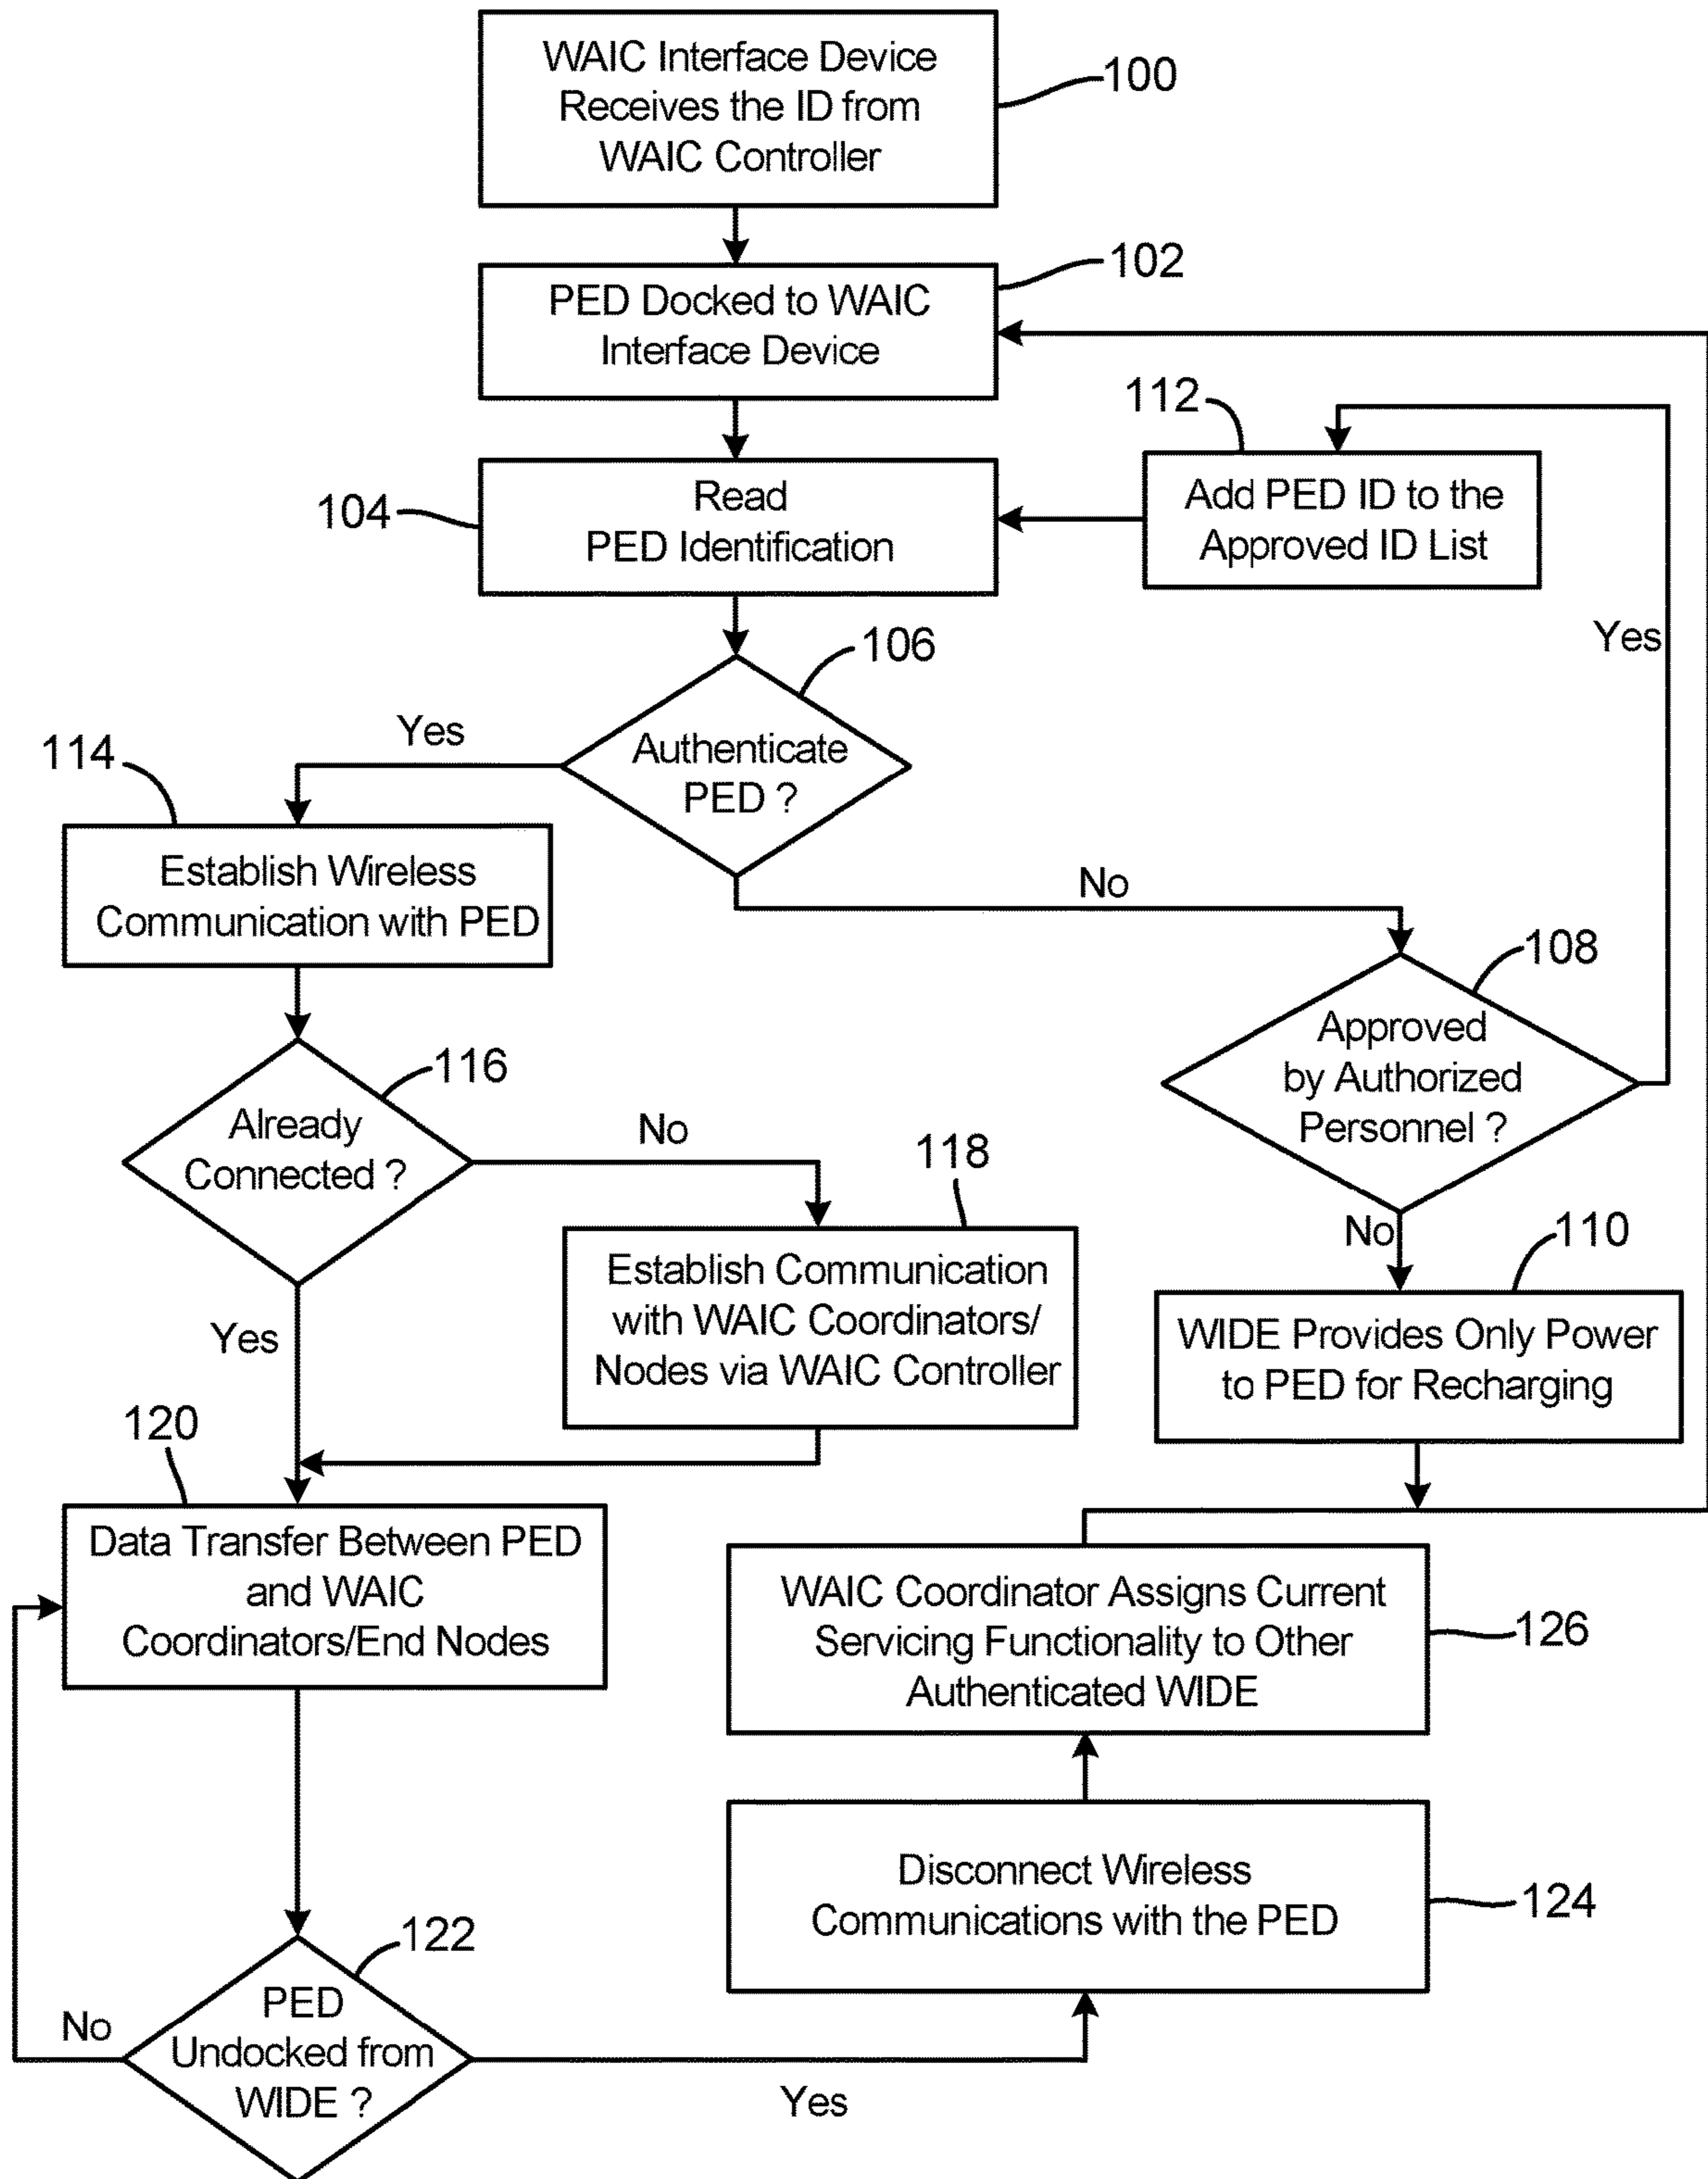 WAIC Interface Device
Receives the ID from
WAIC Controller
100
PED Docked to WAIC
Interface Device
102
112
Add PED ID to the
Approved ID List
Read
PED Identification
104
Yes
106
Authenticate
PED ?
Yes
114
Establish Wireless
Communication with PED
No
108
Approved
by Authorized
Personnel ?
116
Already
Connected ?
No
118
Establish Communication
with WAIC Coordinators/
Nodes via WAIC Controller
No
110
WIDE Provides Only Power
to PED for Recharging
Yes
120
Data Transfer Between PED
and WAIC
Coordinators/End Nodes
WAIC Coordinator Assigns Current
Servicing Functionality to Other
Authenticated WIDE
126
Disconnect Wireless
Communications with the PED
124
122
PED
Undocked from
WIDE ?
No
Yes